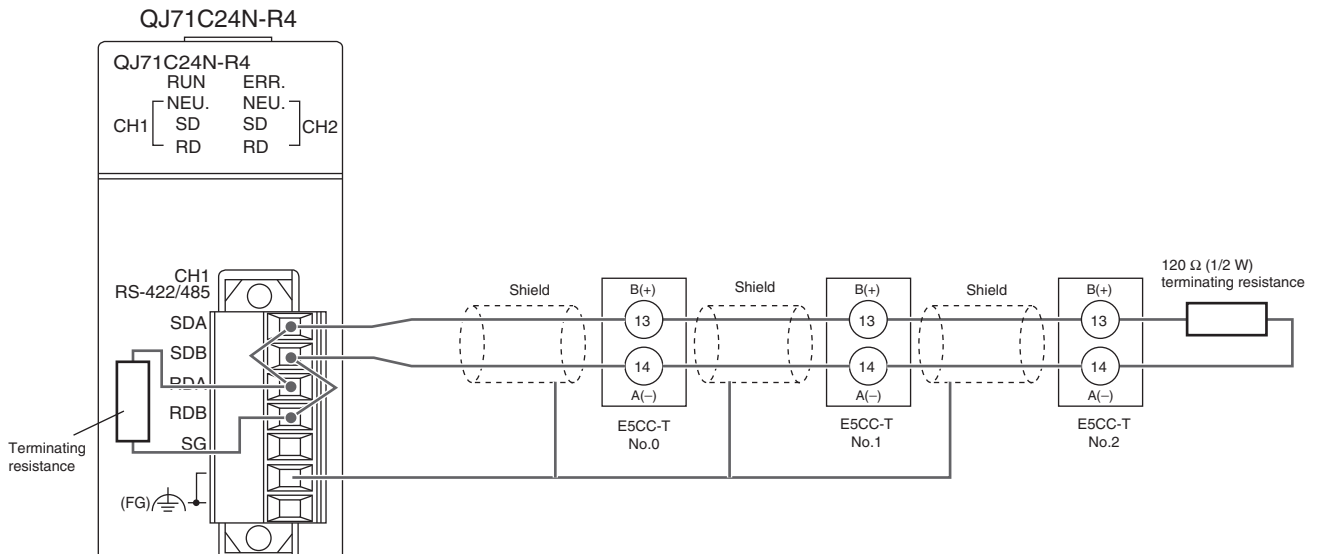 QJ71C24N-R4
QJ71C24N-R4
RUN ERR.
NEU. NEU.
CH1 SD SD CH2
RD RD
CH1
RS-422/485
SDA
SDB
RDA
RDB
SG
(FG)
Terminating
resistance
Shield
B(+)
13
14
A(−)
E5CC-T
No.0
Shield
B(+)
13
14
A(−)
E5CC-T
No.1
Shield
B(+)
13
14
A(−)
E5CC-T
No.2
120 Ω (1/2 W)
terminating resistance